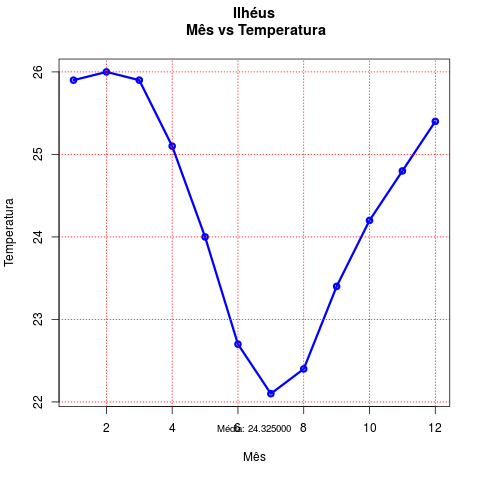 Ilhéus
Mês vs Temperatura
Temperatura
26
25
24
23
22
2 4 6 8 10 12
Média: 24.325000
Mês